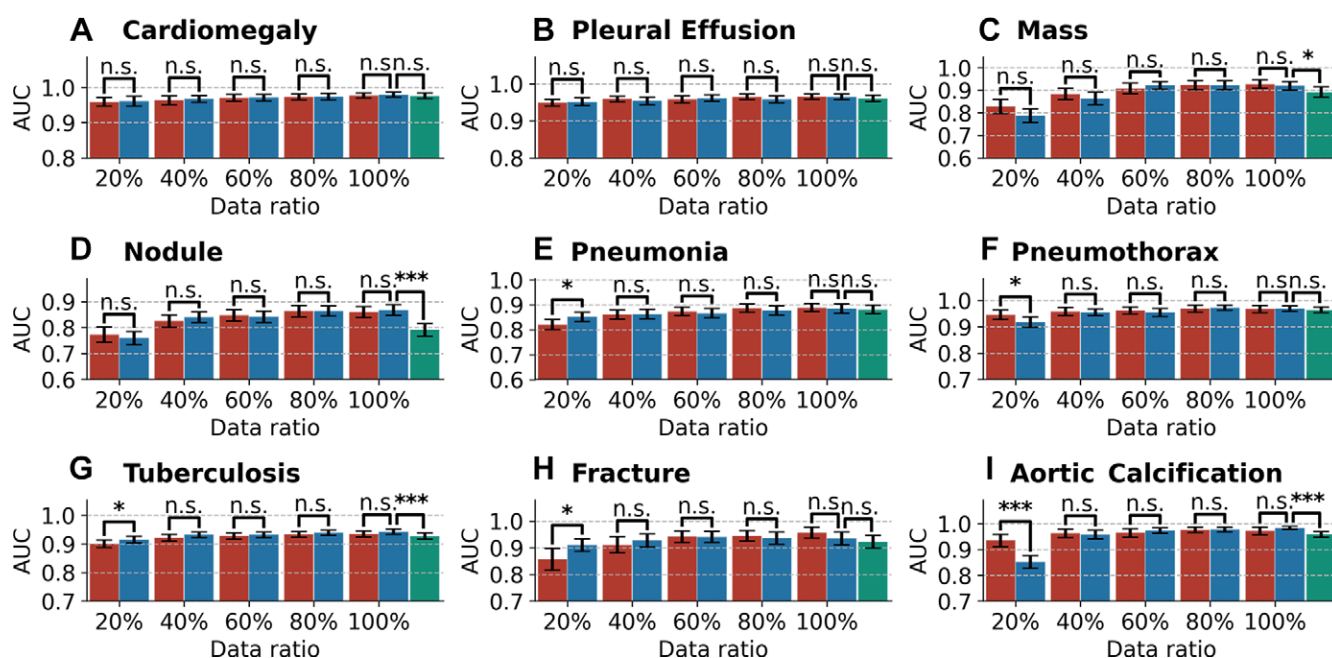 A Cardiomegaly
n.s. n.s. n.s. n.s. n.s. n.s.
AUC
1.0
0.9
0.8
20% 40% 60% 80% 100%
Data ratio
B Pleural Effusion
n.s. n.s. n.s. n.s. n.s. n.s.
AUC
1.0
0.9
0.8
20% 40% 60% 80% 100%
Data ratio
C Mass
n.s. n.s. n.s. n.s. n.s. *
AUC
1.0
0.9
0.8
0.7
0.6
20% 40% 60% 80% 100%
Data ratio
D Nodule
n.s. n.s. n.s. n.s. n.s. ***
AUC
0.9
0.8
0.7
0.6
20% 40% 60% 80% 100%
Data ratio
E Pneumonia
* n.s. n.s. n.s. n.s. n.s.
AUC
1.0
0.9
0.8
0.7
0.6
20% 40% 60% 80% 100%
Data ratio
F Pneumothorax
* n.s. n.s. n.s. n.s. n.s.
AUC
1.0
0.9
0.8
0.7
20% 40% 60% 80% 100%
Data ratio
G Tuberculosis
* n.s. n.s. n.s. n.s. ***
AUC
1.0
0.9
0.8
0.7
20% 40% 60% 80% 100%
Data ratio
H Fracture
* n.s. n.s. n.s. n.s. n.s.
AUC
1.0
0.9
0.8
0.7
20% 40% 60% 80% 100%
Data ratio
I Aortic Calcification
*** n.s. n.s. n.s. n.s. ***
AUC
1.0
0.9
0.8
0.7
20% 40% 60% 80% 100%
Data ratio